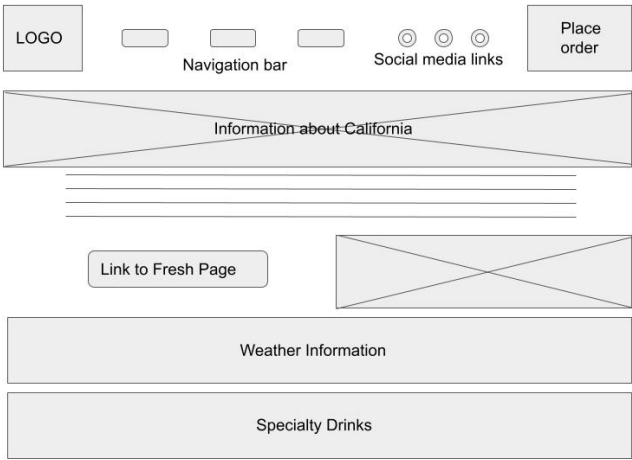 LOGO
Navigation bar
Social media links
Place
order
Information about California
Link to Fresh Page
Weather Information
Specialty Drinks